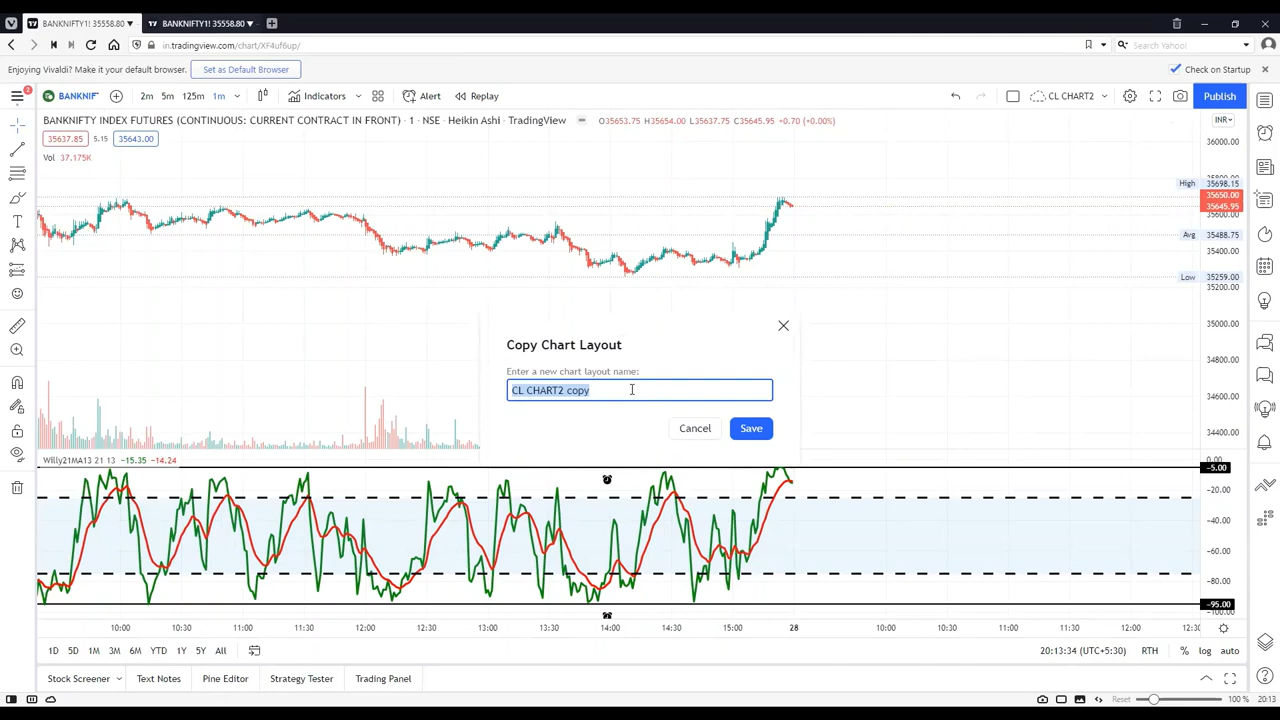 BANKNIFTY1! 35558.80 ▼
BANKNIFTY1! 35558.80 ▼
in.tradingview.com/chart/XF4uf6up/
Search Yahoo!
Enjoying Vivaldi? Make it your default browser.
Set as Default Browser
Check on Startup
2
BANKNIF
2m 5m 125m 1m
Indicators
Alert
Replay
CL CHART2
Publish
BANKNIFTY INDEX FUTURES (CONTINUOUS: CURRENT CONTRACT IN FRONT) · 1 · NSE · Heikin Ashi · TradingView
O35653.75 H35654.00 L35637.75 C35645.95 +0.70 (+0.00%)
INR
35637.85 5.15 35643.00
Vol 37.175K
36000.00
High 35698.15
35650.00
35645.95
35600.00
Avg 35488.75
35400.00
Low 35259.00
35200.00
35000.00
34800.00
34600.00
34400.00
Copy Chart Layout
Enter a new chart layout name:
CL CHART2 copy
Cancel
Save
Willy21MA13 21 13 −15.35 −14.24
−5.00
−20.00
−40.00
−60.00
−80.00
−95.00
10:00 10:30 11:00 11:30 12:00 12:30 13:00 13:30 14:00 14:30 15:00 28 10:00 10:30 11:00 11:30 12:00 12:30
1D 5D 1M 3M 6M YTD 1Y 5Y All
20:13:34 (UTC+5:30) RTH % log auto
Stock Screener
Text Notes
Pine Editor
Strategy Tester
Trading Panel
Reset
100 %
20:13